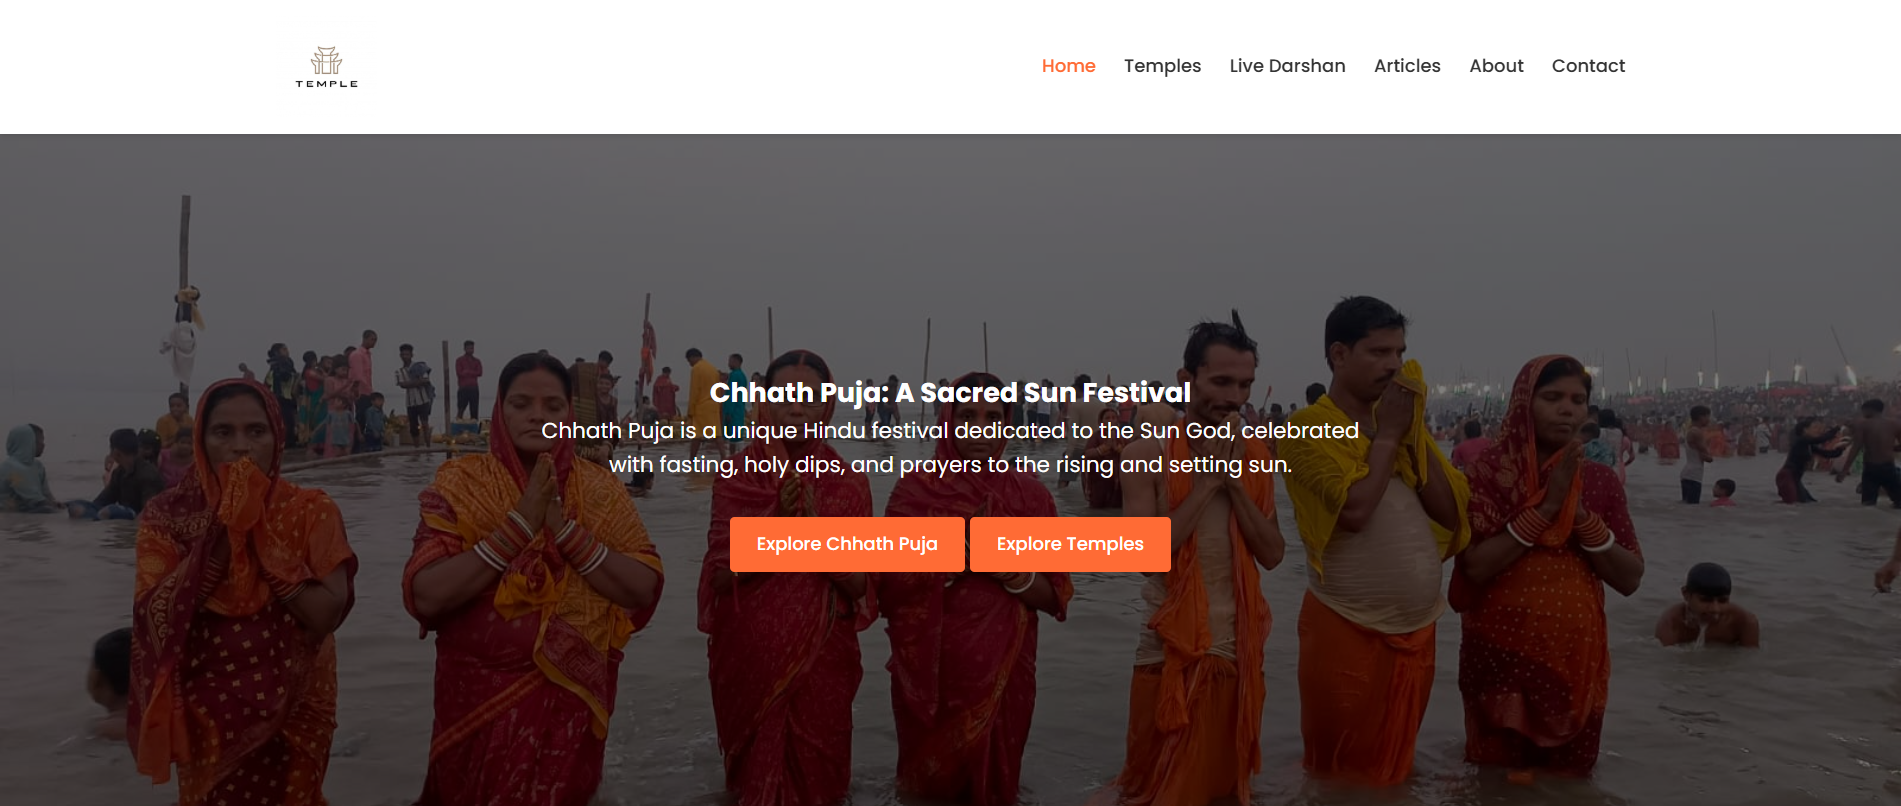 TEMPLE
Home Temples Live Darshan Articles About Contact
Chhath Puja: A Sacred Sun Festival
Chhath Puja is a unique Hindu festival dedicated to the Sun God, celebrated
with fasting, holy dips, and prayers to the rising and setting sun.
Explore Chhath Puja Explore Temples